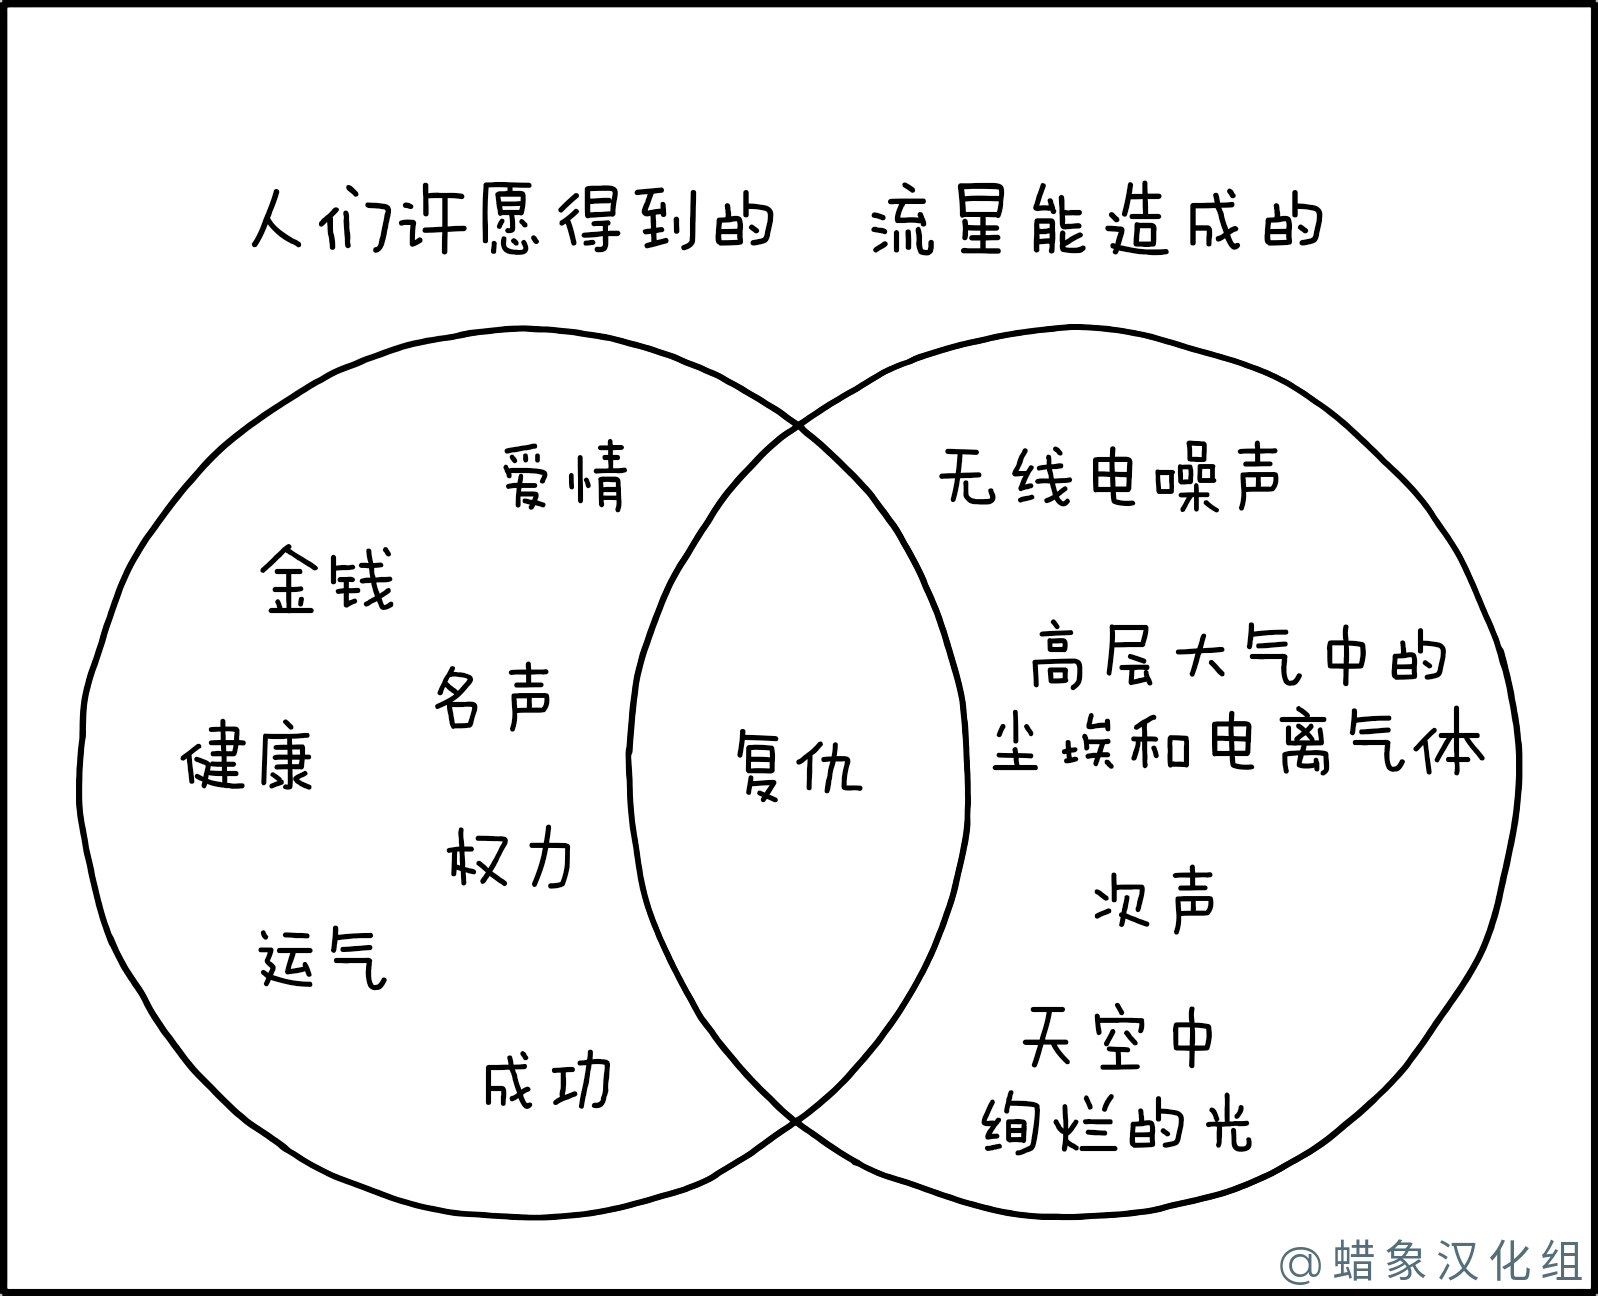 人们许愿得到的
流星能造成的
爱情
金钱
名声
健康
权力
运气
成功
复仇
无线电噪声
高层大气中的
尘埃和电离气体
次声
天空中
绚烂的光
@蜡象汉化组